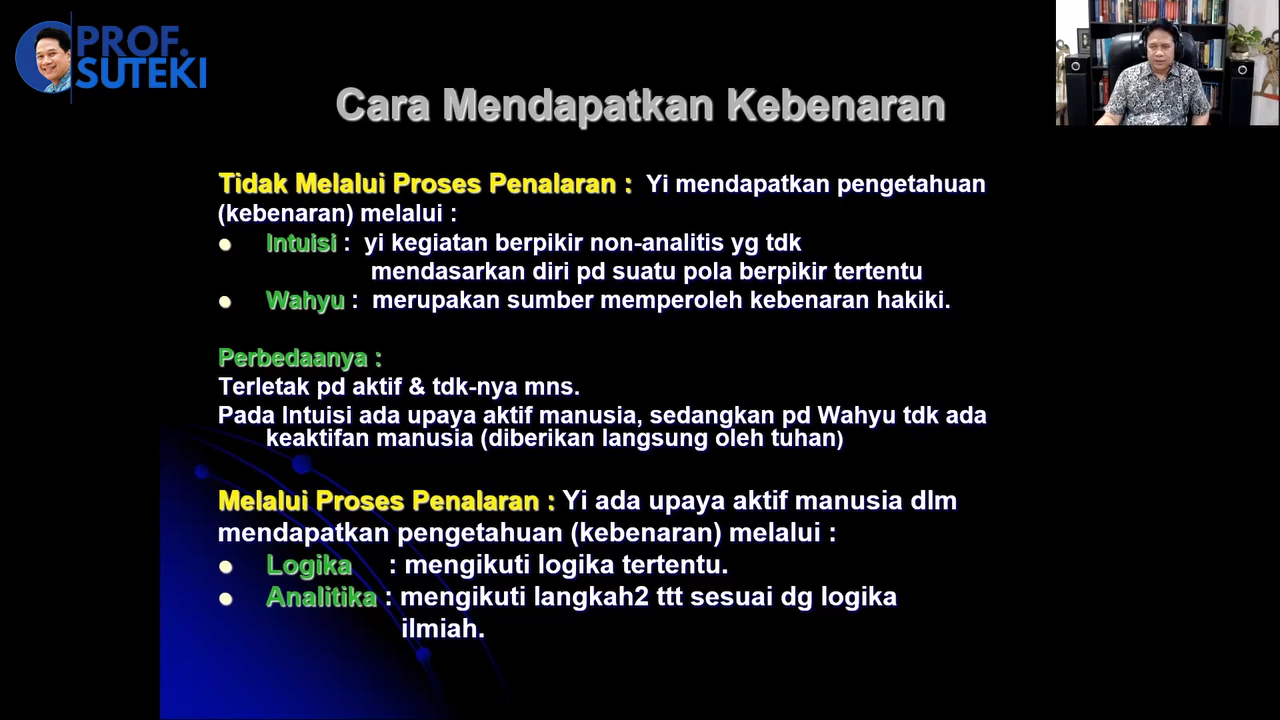 PROF.
SUTEKI
Cara Mendapatkan Kebenaran
Tidak Melalui Proses Penalaran : Yi mendapatkan pengetahuan
(kebenaran) melalui :
● Intuisi : yi kegiatan berpikir non-analitis yg tdk
mendasarkan diri pd suatu pola berpikir tertentu
● Wahyu : merupakan sumber memperoleh kebenaran hakiki.
Perbedaanya :
Terletak pd aktif & tdk-nya mns.
Pada Intuisi ada upaya aktif manusia, sedangkan pd Wahyu tdk ada
keaktifan manusia (diberikan langsung oleh tuhan)
Melalui Proses Penalaran : Yi ada upaya aktif manusia dlm
mendapatkan pengetahuan (kebenaran) melalui :
● Logika : mengikuti logika tertentu.
● Analitika : mengikuti langkah2 ttt sesuai dg logika
ilmiah.